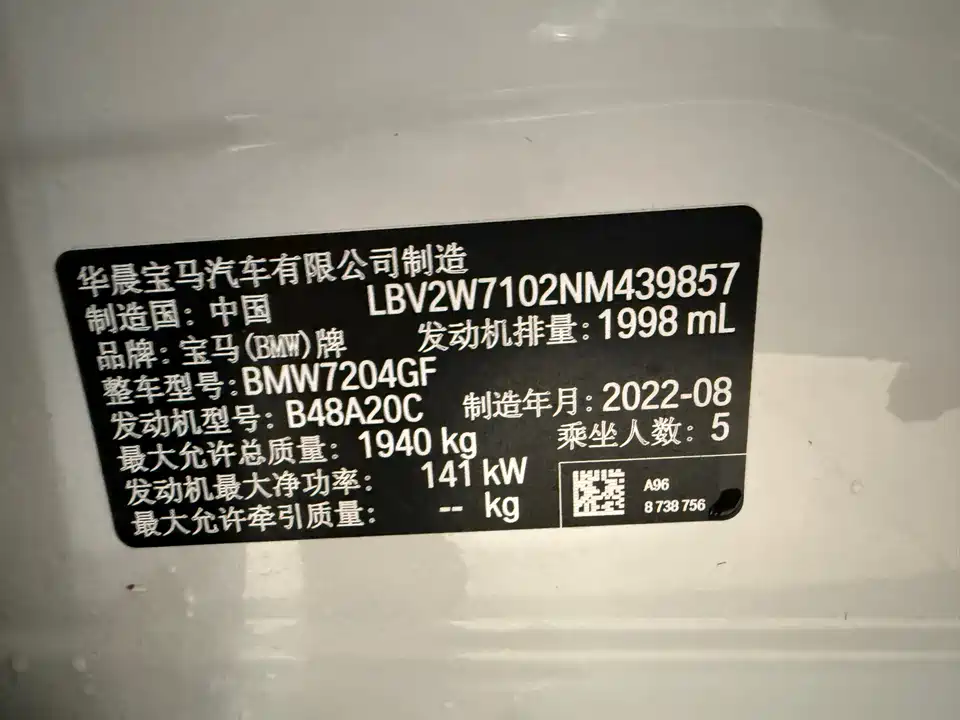 华晨宝马汽车有限公司制造
制造国：中国 LBV2W7102NM439857
品牌：宝马(BMW)牌 发动机排量：1998 mL
整车型号：BMW7204GF
发动机型号：B48A20C 制造年月：2022-08
最大允许总质量：1940 kg 乘坐人数：5
发动机最大净功率：141 kW
最大允许牵引质量：-- kg
A96
8 738 756